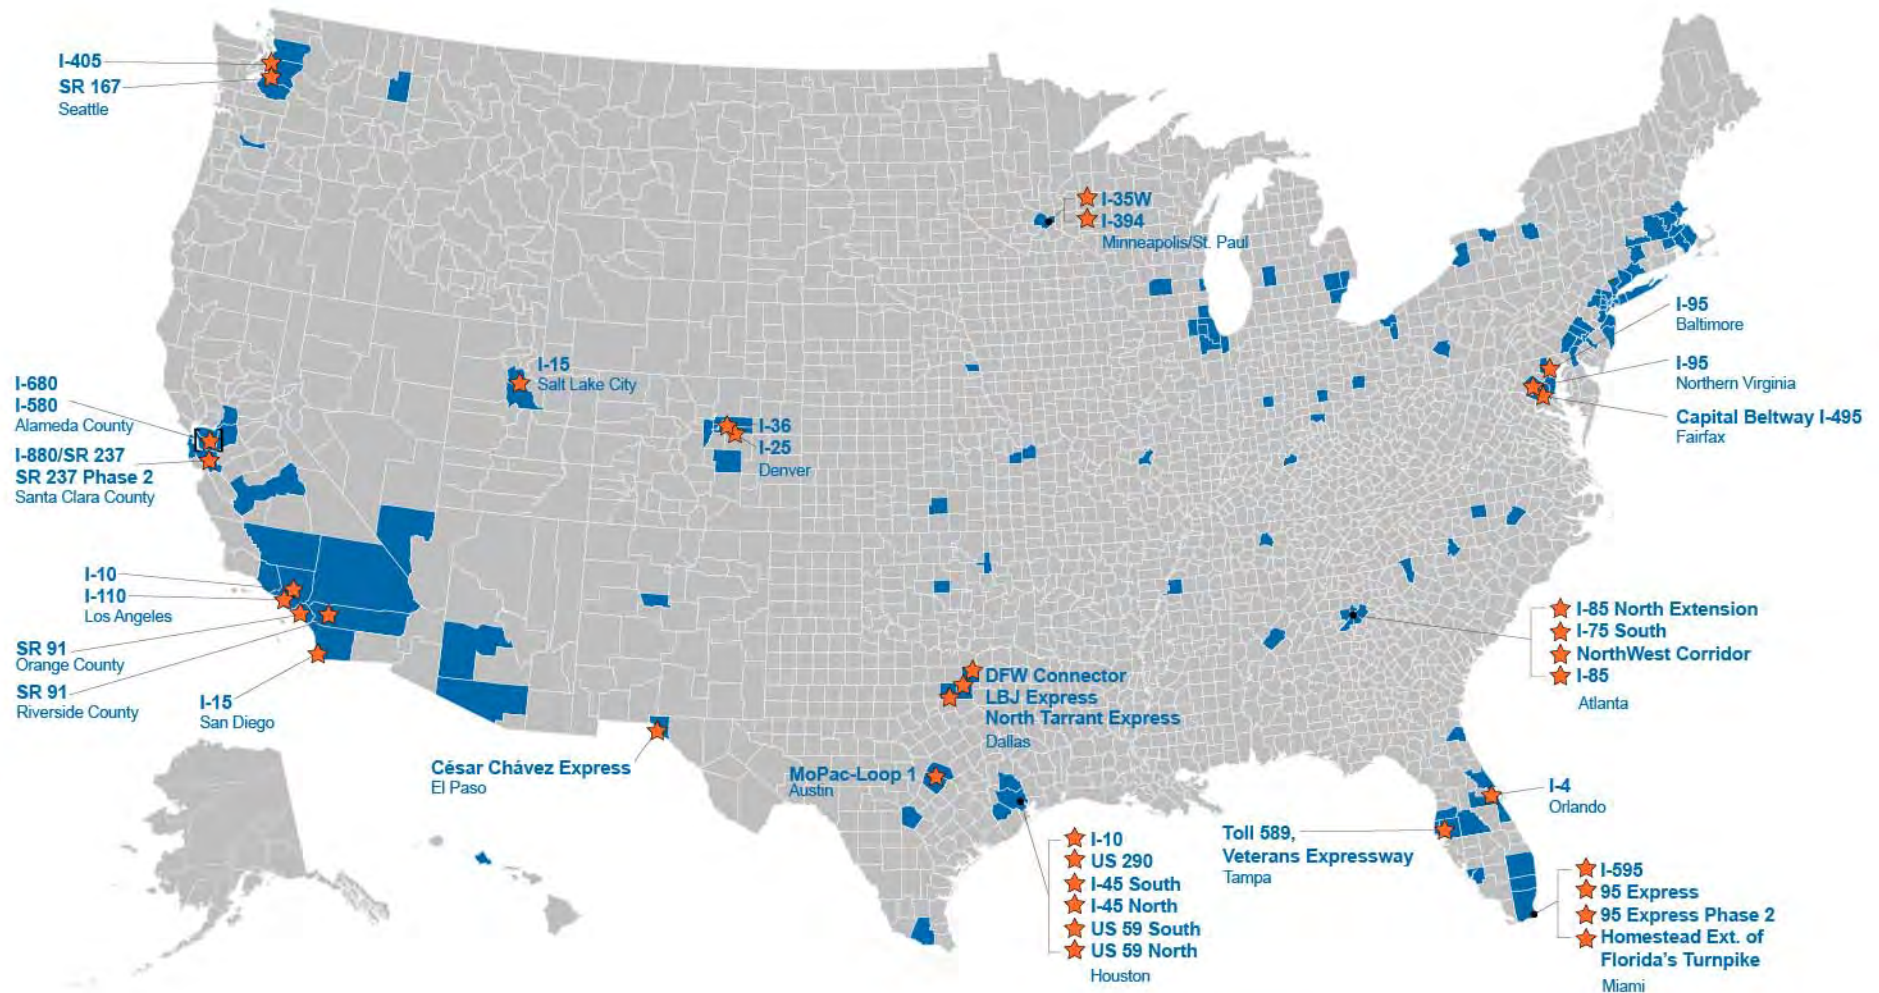 I-405
SR 167
Seattle
I-35W
I-394
Minneapolis/St. Paul
I-95
Baltimore
I-95
Northern Virginia
Capital Beltway I-495
Fairfax
I-15
Salt Lake City
I-680
I-580
Alameda County
I-880/SR 237
SR 237 Phase 2
Santa Clara County
I-36
I-25
Denver
I-10
I-110
Los Angeles
SR 91
Orange County
SR 91
Riverside County
I-15
San Diego
I-85 North Extension
I-75 South
NorthWest Corridor
I-85
Atlanta
DFW Connector
LBJ Express
North Tarrant Express
Dallas
César Chávez Express
El Paso
MoPac-Loop 1
Austin
I-4
Orlando
Toll 589,
Veterans Expressway
Tampa
I-10
US 290
I-45 South
I-45 North
US 59 South
US 59 North
Houston
I-595
95 Express
95 Express Phase 2
Homestead Ext. of
Florida's Turnpike
Miami